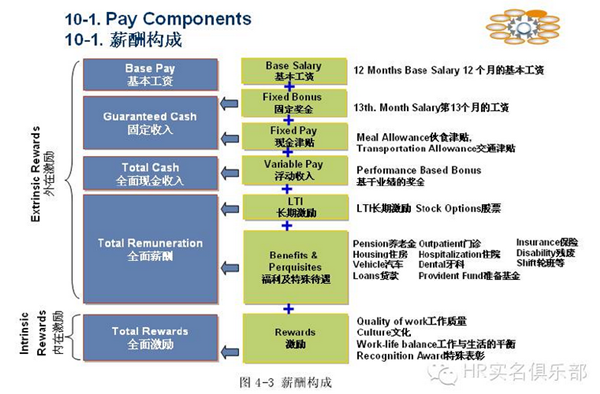 10-1. Pay Components
10-1. 薪酬构成
Extrinsic Rewards
外在激励
Base Pay
基本工资
Base Salary
基本工资
12 Months Base Salary 12 个月的基本工资
Guaranteed Cash
固定收入
Fixed Bonus
固定奖金
13th. Month Salary第13个月的工资
Fixed Pay
现金津贴
Meal Allowance伙食津贴,
Transportation Allowance交通津贴
Total Cash
全面现金收入
Variable Pay
浮动收入
Performance Based Bonus
基于业绩的奖金
Total Remuneration
全面薪酬
LTI
长期激励
LTI长期激励 Stock Options股票
Benefits &
Perquisites
福利及特殊待遇
Pension养老金 Outpatient门诊 Insurance保险
Housing住房 Hospitalization住院 Disability残废
Vehicle汽车 Dental牙科 Shift轮班等
Loans贷款 Provident Fund准备基金
Intrinsic
Rewards
内在激励
Total Rewards
全面激励
Rewards
激励
Quality of work工作质量
Culture文化
Work-life balance工作与生活的平衡
Recognition Award特殊表彰
图 4-3 薪酬构成
HR实名俱乐部